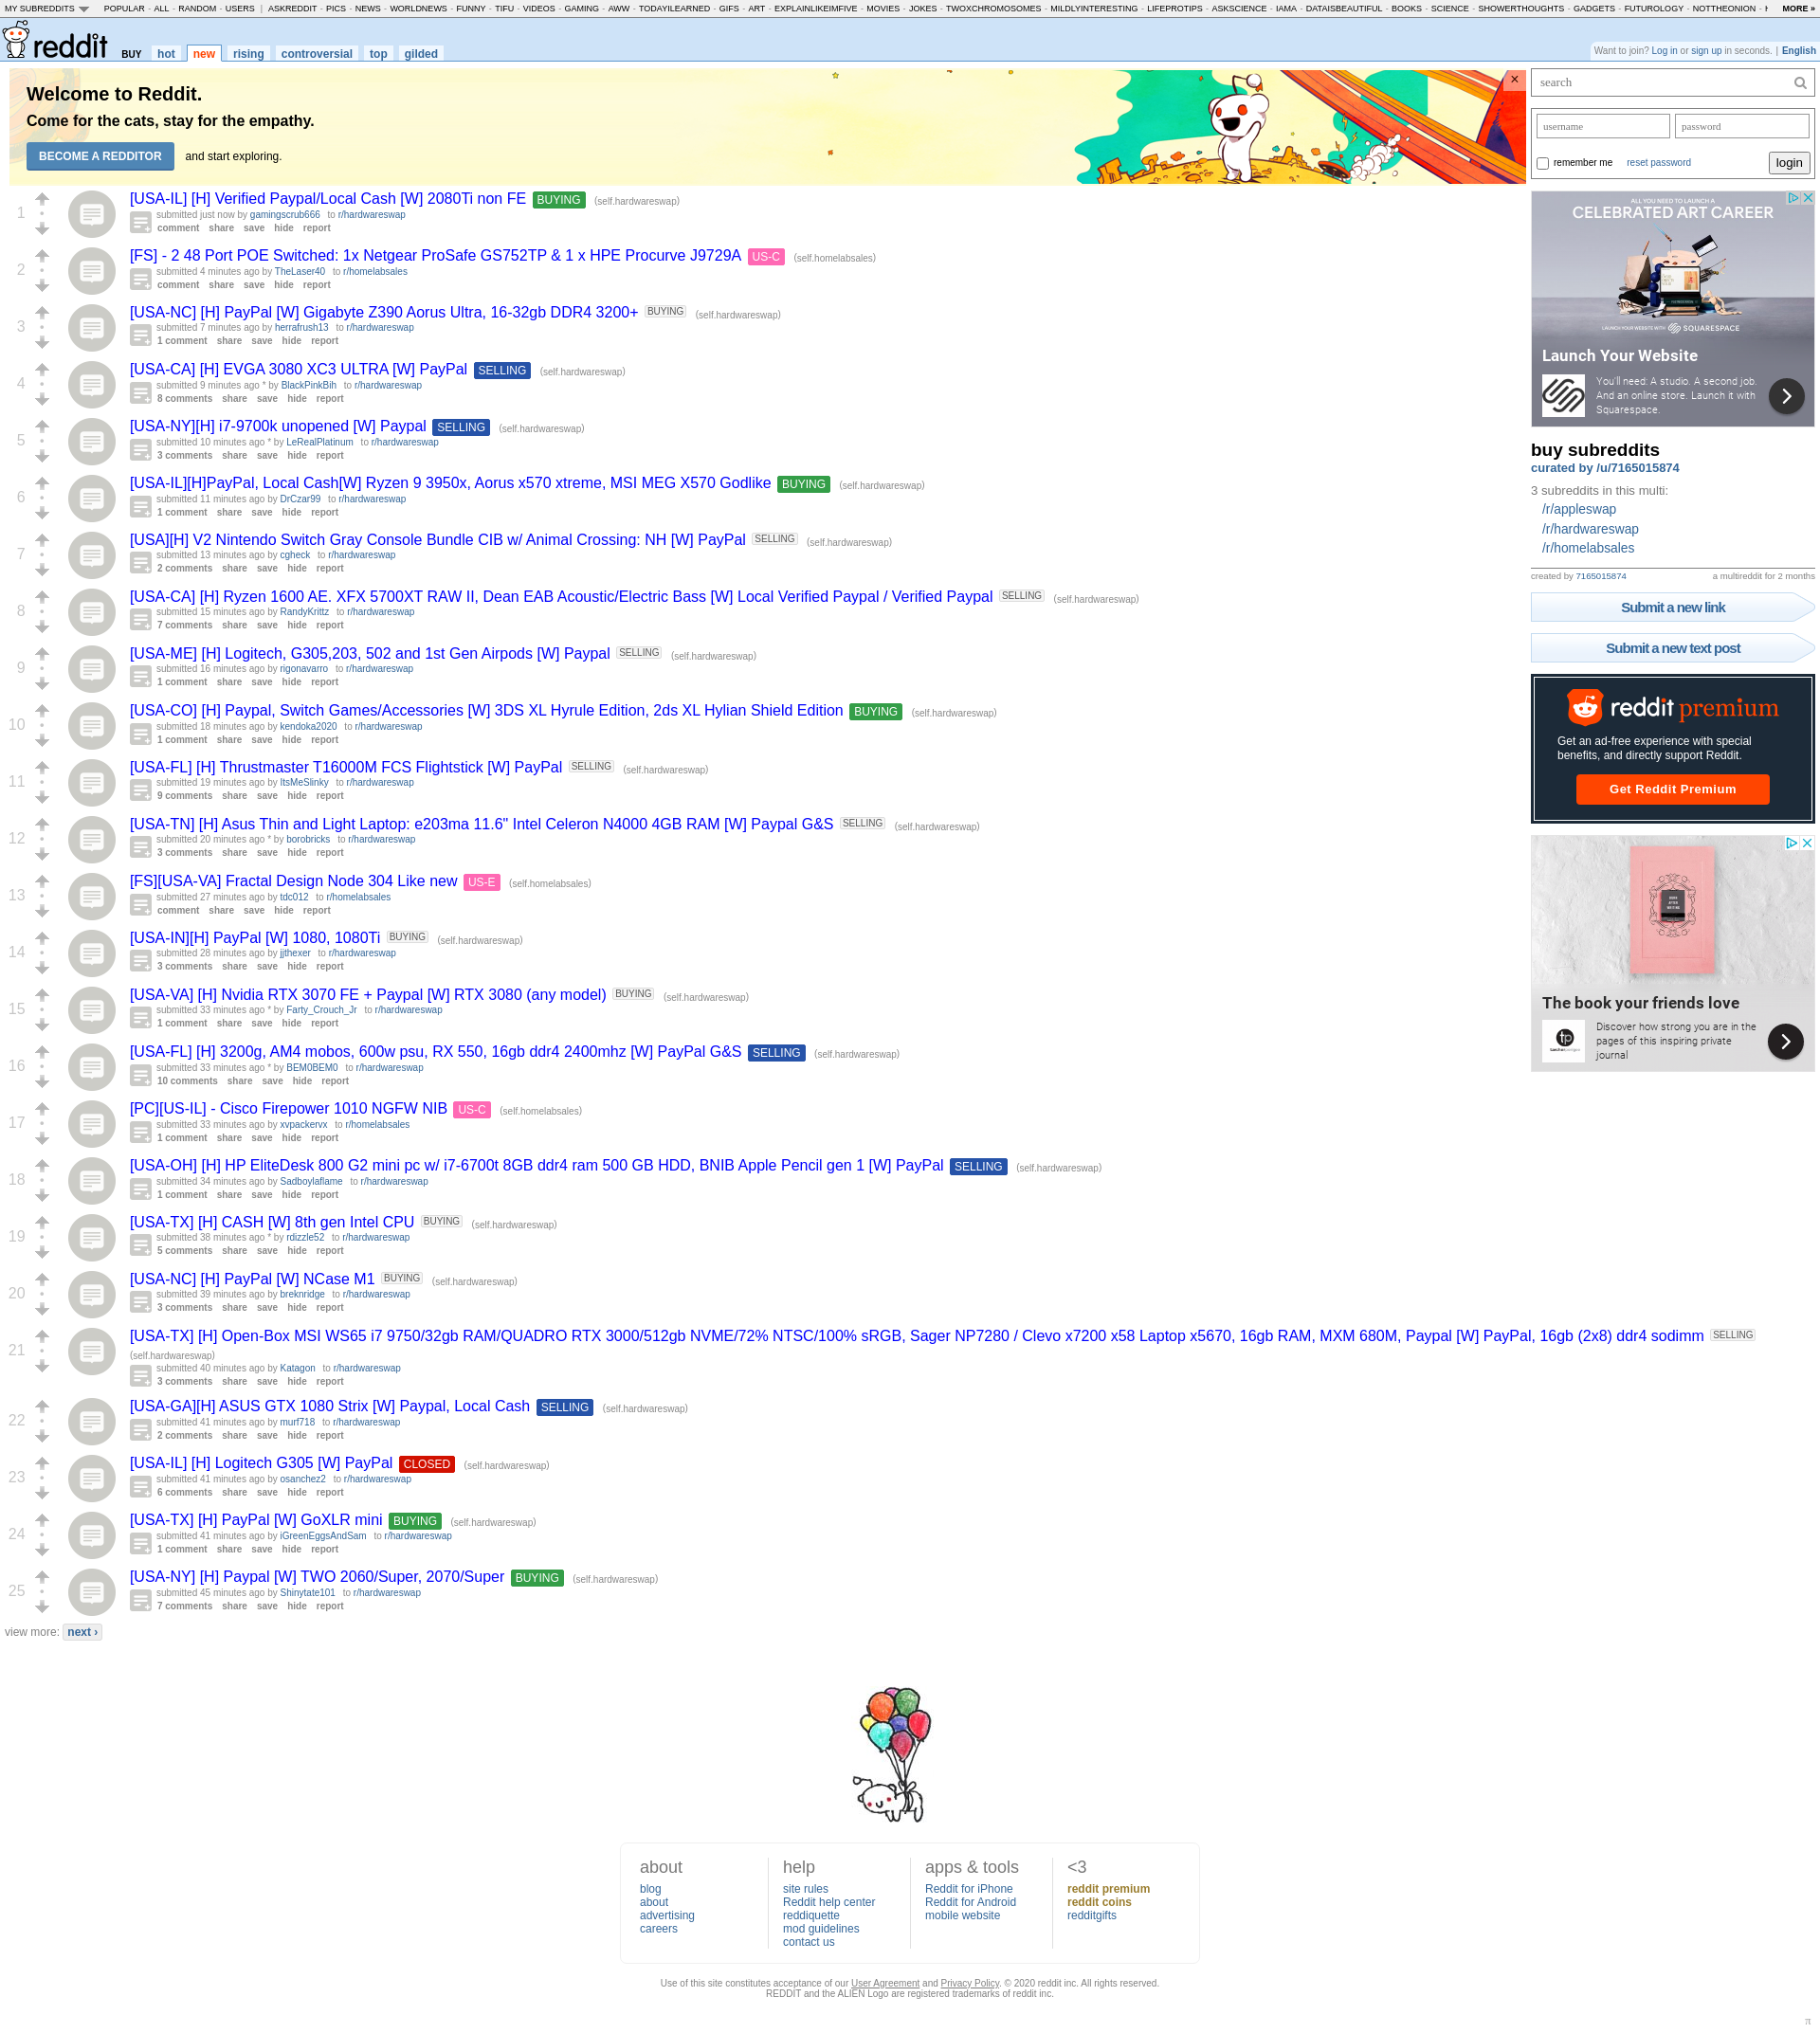 MY SUBREDDITS POPULAR - ALL - RANDOM - USERS | ASKREDDIT - PICS - NEWS - WORLDNEWS - FUNNY - TIFU - VIDEOS - GAMING - AWW - TODAYILEARNED - GIFS - ART - EXPLAINLIKEIMFIVE - MOVIES - JOKES - TWOXCHROMOSOMES - MILDLYINTERESTING - LIFEPROTIPS - ASKSCIENCE - IAMA - DATAISBEAUTIFUL - BOOKS - SCIENCE - SHOWERTHOUGHTS - GADGETS - FUTUROLOGY - NOTTHEONION - MORE »
reddit BUY hot new rising controversial top gilded
Want to join? Log in or sign up in seconds. | English
Welcome to Reddit.
Come for the cats, stay for the empathy.
BECOME A REDDITOR and start exploring.
×
1
[USA-IL] [H] Verified Paypal/Local Cash [W] 2080Ti non FE BUYING (self.hardwareswap)
submitted just now by gamingscrub666 to r/hardwareswap
comment share save hide report
2
[FS] - 2 48 Port POE Switched: 1x Netgear ProSafe GS752TP & 1 x HPE Procurve J9729A US-C (self.homelabsales)
submitted 4 minutes ago by TheLaser40 to r/homelabsales
comment share save hide report
3
[USA-NC] [H] PayPal [W] Gigabyte Z390 Aorus Ultra, 16-32gb DDR4 3200+ BUYING (self.hardwareswap)
submitted 7 minutes ago by herrafrush13 to r/hardwareswap
1 comment share save hide report
4
[USA-CA] [H] EVGA 3080 XC3 ULTRA [W] PayPal SELLING (self.hardwareswap)
submitted 9 minutes ago * by BlackPinkBih to r/hardwareswap
8 comments share save hide report
5
[USA-NY][H] i7-9700k unopened [W] Paypal SELLING (self.hardwareswap)
submitted 10 minutes ago * by LeRealPlatinum to r/hardwareswap
3 comments share save hide report
6
[USA-IL][H]PayPal, Local Cash[W] Ryzen 9 3950x, Aorus x570 xtreme, MSI MEG X570 Godlike BUYING (self.hardwareswap)
submitted 11 minutes ago by DrCzar99 to r/hardwareswap
1 comment share save hide report
7
[USA][H] V2 Nintendo Switch Gray Console Bundle CIB w/ Animal Crossing: NH [W] PayPal SELLING (self.hardwareswap)
submitted 13 minutes ago by cgheck to r/hardwareswap
2 comments share save hide report
8
[USA-CA] [H] Ryzen 1600 AE. XFX 5700XT RAW II, Dean EAB Acoustic/Electric Bass [W] Local Verified Paypal / Verified Paypal SELLING (self.hardwareswap)
submitted 15 minutes ago by RandyKrittz to r/hardwareswap
7 comments share save hide report
9
[USA-ME] [H] Logitech, G305,203, 502 and 1st Gen Airpods [W] Paypal SELLING (self.hardwareswap)
submitted 16 minutes ago by rigonavarro to r/hardwareswap
1 comment share save hide report
10
[USA-CO] [H] Paypal, Switch Games/Accessories [W] 3DS XL Hyrule Edition, 2ds XL Hylian Shield Edition BUYING (self.hardwareswap)
submitted 18 minutes ago by kendoka2020 to r/hardwareswap
1 comment share save hide report
11
[USA-FL] [H] Thrustmaster T16000M FCS Flightstick [W] PayPal SELLING (self.hardwareswap)
submitted 19 minutes ago by ItsMeSlinky to r/hardwareswap
9 comments share save hide report
12
[USA-TN] [H] Asus Thin and Light Laptop: e203ma 11.6" Intel Celeron N4000 4GB RAM [W] Paypal G&S SELLING (self.hardwareswap)
submitted 20 minutes ago * by borobricks to r/hardwareswap
3 comments share save hide report
13
[FS][USA-VA] Fractal Design Node 304 Like new US-E (self.homelabsales)
submitted 27 minutes ago by tdc012 to r/homelabsales
comment share save hide report
14
[USA-IN][H] PayPal [W] 1080, 1080Ti BUYING (self.hardwareswap)
submitted 28 minutes ago by jjthexer to r/hardwareswap
3 comments share save hide report
15
[USA-VA] [H] Nvidia RTX 3070 FE + Paypal [W] RTX 3080 (any model) BUYING (self.hardwareswap)
submitted 33 minutes ago * by Farty_Crouch_Jr to r/hardwareswap
1 comment share save hide report
16
[USA-FL] [H] 3200g, AM4 mobos, 600w psu, RX 550, 16gb ddr4 2400mhz [W] PayPal G&S SELLING (self.hardwareswap)
submitted 33 minutes ago * by BEM0BEM0 to r/hardwareswap
10 comments share save hide report
17
[PC][US-IL] - Cisco Firepower 1010 NGFW NIB US-C (self.homelabsales)
submitted 33 minutes ago by xvpackervx to r/homelabsales
1 comment share save hide report
18
[USA-OH] [H] HP EliteDesk 800 G2 mini pc w/ i7-6700t 8GB ddr4 ram 500 GB HDD, BNIB Apple Pencil gen 1 [W] PayPal SELLING (self.hardwareswap)
submitted 34 minutes ago by Sadboylaflame to r/hardwareswap
1 comment share save hide report
19
[USA-TX] [H] CASH [W] 8th gen Intel CPU BUYING (self.hardwareswap)
submitted 38 minutes ago * by rdizzle52 to r/hardwareswap
5 comments share save hide report
20
[USA-NC] [H] PayPal [W] NCase M1 BUYING (self.hardwareswap)
submitted 39 minutes ago by breknridge to r/hardwareswap
3 comments share save hide report
21
[USA-TX] [H] Open-Box MSI WS65 i7 9750/32gb RAM/QUADRO RTX 3000/512gb NVME/72% NTSC/100% sRGB, Sager NP7280 / Clevo x7200 x58 Laptop x5670, 16gb RAM, MXM 680M, Paypal [W] PayPal, 16gb (2x8) ddr4 sodimm SELLING
(self.hardwareswap)
submitted 40 minutes ago by Katagon to r/hardwareswap
3 comments share save hide report
22
[USA-GA][H] ASUS GTX 1080 Strix [W] Paypal, Local Cash SELLING (self.hardwareswap)
submitted 41 minutes ago by murf718 to r/hardwareswap
2 comments share save hide report
23
[USA-IL] [H] Logitech G305 [W] PayPal CLOSED (self.hardwareswap)
submitted 41 minutes ago by osanchez2 to r/hardwareswap
6 comments share save hide report
24
[USA-TX] [H] PayPal [W] GoXLR mini BUYING (self.hardwareswap)
submitted 41 minutes ago by iGreenEggsAndSam to r/hardwareswap
1 comment share save hide report
25
[USA-NY] [H] Paypal [W] TWO 2060/Super, 2070/Super BUYING (self.hardwareswap)
submitted 45 minutes ago by Shinytate101 to r/hardwareswap
7 comments share save hide report
view more: next ›
search
username password
remember me reset password login
ALL YOU NEED TO LAUNCH A
CELEBRATED ART CAREER
LAUNCH YOUR WEBSITE WITH SQUARESPACE
Launch Your Website
You'll need: A studio. A second job.
And an online store. Launch it with
Squarespace.
buy subreddits
curated by /u/7165015874
3 subreddits in this multi:
/r/appleswap
/r/hardwareswap
/r/homelabsales
created by 7165015874 a multireddit for 2 months
Submit a new link
Submit a new text post
reddit premium
Get an ad-free experience with special
benefits, and directly support Reddit.
Get Reddit Premium
The book your friends love
Discover how strong you are in the
pages of this inspiring private
journal
about
blog
about
advertising
careers
help
site rules
Reddit help center
reddiquette
mod guidelines
contact us
apps & tools
Reddit for iPhone
Reddit for Android
mobile website
<3
reddit premium
reddit coins
redditgifts
Use of this site constitutes acceptance of our User Agreement and Privacy Policy. © 2020 reddit inc. All rights reserved.
REDDIT and the ALIEN Logo are registered trademarks of reddit inc.
π